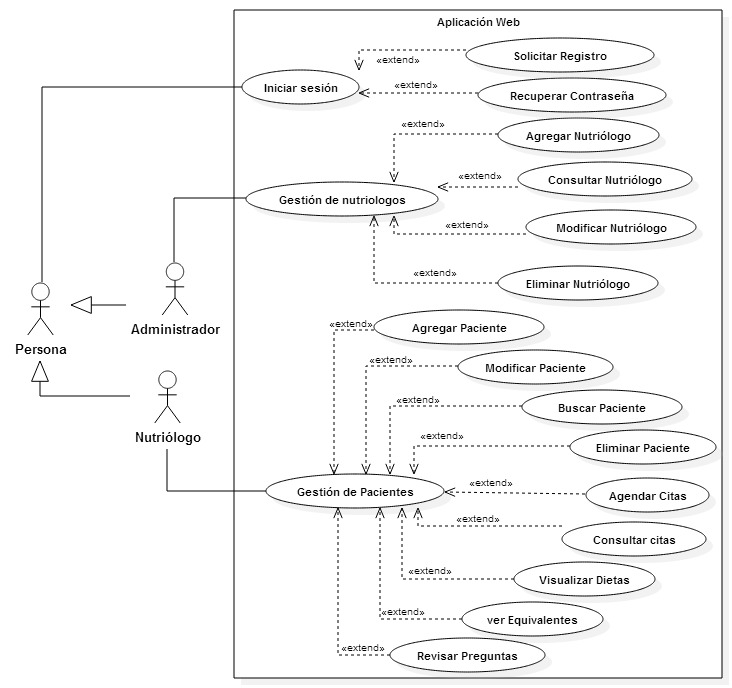 Aplicación Web
Solicitar Registro
«extend»
Iniciar sesión
Recuperar Contraseña
«extend»
«extend»
Agregar Nutriólogo
«extend»
Consultar Nutriólogo
Gestión de nutriologos
«extend»
Modificar Nutriólogo
«extend»
Eliminar Nutriólogo
Administrador
Persona
«extend»
Agregar Paciente
«extend»
Modificar Paciente
«extend»
Buscar Paciente
Nutriólogo
«extend»
Eliminar Paciente
«extend»
Gestión de Pacientes
Agendar Citas
«extend»
Consultar citas
«extend»
Visualizar Dietas
«extend»
ver Equivalentes
«extend»
Revisar Preguntas